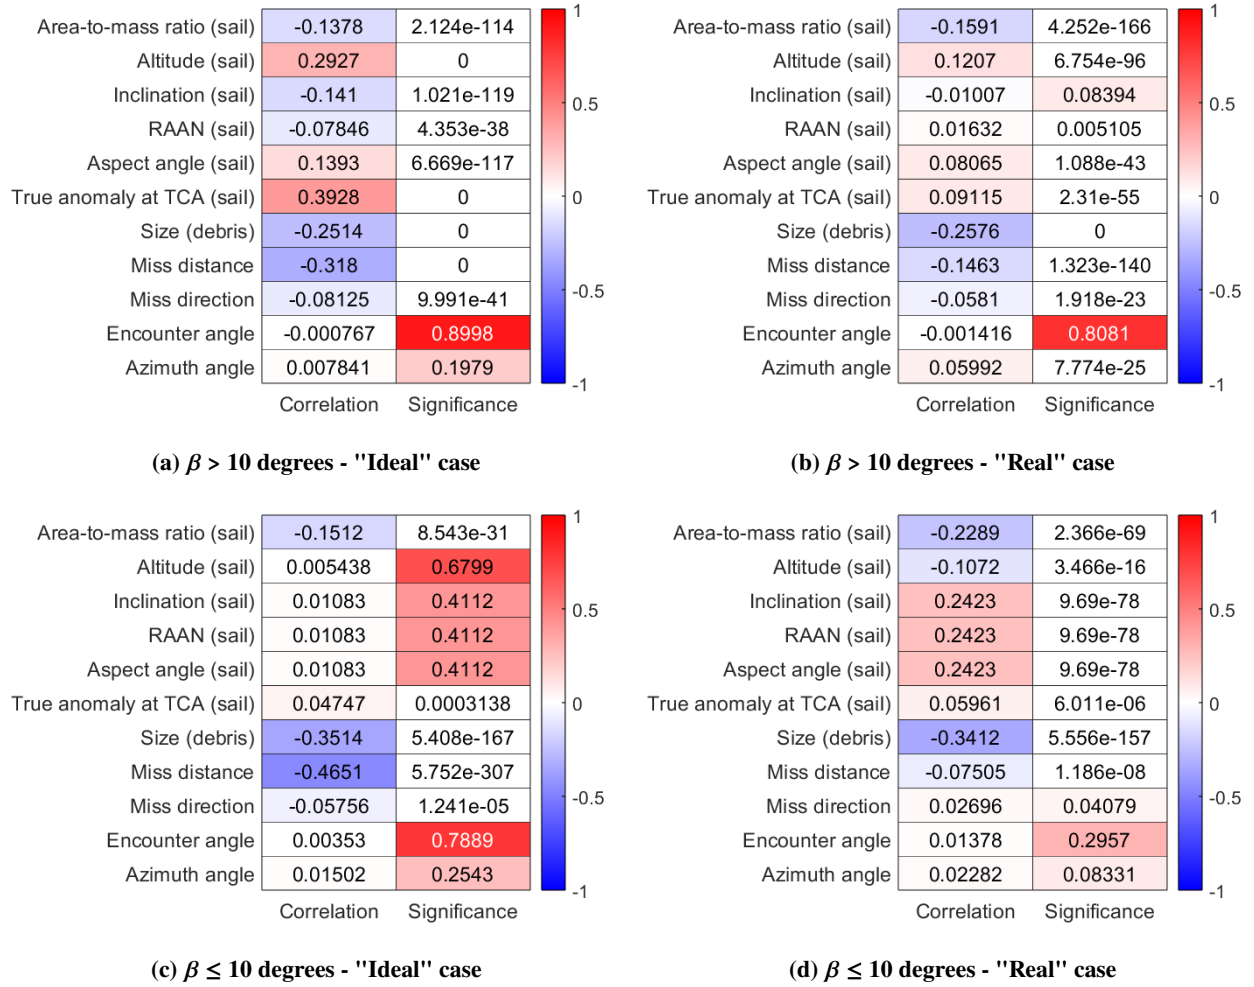 Area-to-mass ratio (sail) -0.1378 2.124e-114
Altitude (sail) 0.2927 0
Inclination (sail) -0.141 1.021e-119
RAAN (sail) -0.07846 4.353e-38
Aspect angle (sail) 0.1393 6.669e-117
True anomaly at TCA (sail) 0.3928 0
Size (debris) -0.2514 0
Miss distance -0.318 0
Miss direction -0.08125 9.991e-41
Encounter angle -0.000767 0.8998
Azimuth angle 0.007841 0.1979
Correlation Significance
1
0.5
0
-0.5
-1
(a) β > 10 degrees - "Ideal" case
Area-to-mass ratio (sail) -0.1591 4.252e-166
Altitude (sail) 0.1207 6.754e-96
Inclination (sail) -0.01007 0.08394
RAAN (sail) 0.01632 0.005105
Aspect angle (sail) 0.08065 1.088e-43
True anomaly at TCA (sail) 0.09115 2.31e-55
Size (debris) -0.2576 0
Miss distance -0.1463 1.323e-140
Miss direction -0.0581 1.918e-23
Encounter angle -0.001416 0.8081
Azimuth angle 0.05992 7.774e-25
Correlation Significance
1
0.5
0
-0.5
-1
(b) β > 10 degrees - "Real" case
Area-to-mass ratio (sail) -0.1512 8.543e-31
Altitude (sail) 0.005438 0.6799
Inclination (sail) 0.01083 0.4112
RAAN (sail) 0.01083 0.4112
Aspect angle (sail) 0.01083 0.4112
True anomaly at TCA (sail) 0.04747 0.0003138
Size (debris) -0.3514 5.408e-167
Miss distance -0.4651 5.752e-307
Miss direction -0.05756 1.241e-05
Encounter angle 0.00353 0.7889
Azimuth angle 0.01502 0.2543
Correlation Significance
1
0.5
0
-0.5
-1
(c) β ≤ 10 degrees - "Ideal" case
Area-to-mass ratio (sail) -0.2289 2.366e-69
Altitude (sail) -0.1072 3.466e-16
Inclination (sail) 0.2423 9.69e-78
RAAN (sail) 0.2423 9.69e-78
Aspect angle (sail) 0.2423 9.69e-78
True anomaly at TCA (sail) 0.05961 6.011e-06
Size (debris) -0.3412 5.556e-157
Miss distance -0.07505 1.186e-08
Miss direction 0.02696 0.04079
Encounter angle 0.01378 0.2957
Azimuth angle 0.02282 0.08331
Correlation Significance
1
0.5
0
-0.5
-1
(d) β ≤ 10 degrees - "Real" case